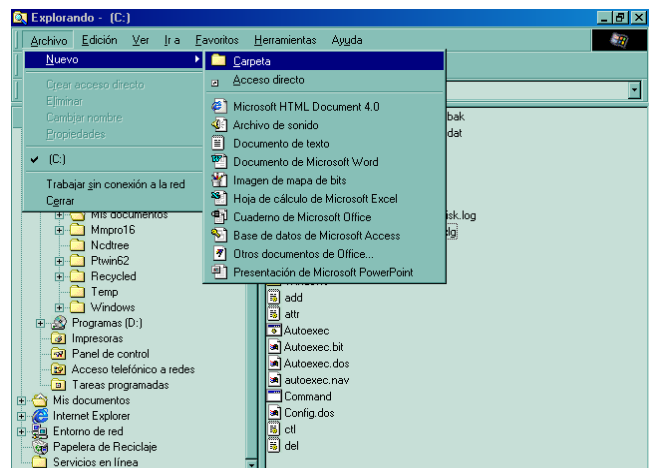 Explorando - (C:)
Archivo Edición Ver Ir a Favoritos Herramientas Ayuda
Nuevo
Crear acceso directo
Eliminar
Cambiar nombre
Propiedades
(C:)
Trabajar sin conexión a la red
Cerrar
Carpeta
Acceso directo
Microsoft HTML Document 4.0
Archivo de sonido
Documento de texto
Documento de Microsoft Word
Imagen de mapa de bits
Hoja de cálculo de Microsoft Excel
Cuaderno de Microsoft Office
Base de datos de Microsoft Access
Otros documentos de Office...
Presentación de Microsoft PowerPoint
Mis documentos
Mmpro16
Ncdtree
Ptwin62
Recycled
Temp
Windows
Programas (D:)
Impresoras
Panel de control
Acceso telefónico a redes
Tareas programadas
Mis documentos
Internet Explorer
Entorno de red
Papelera de Reciclaje
Servicios en línea
bak
dat
isk.log
lg
add
attr
Autoexec
Autoexec.bit
Autoexec.dos
autoexec.nav
Command
Config.dos
ctl
del